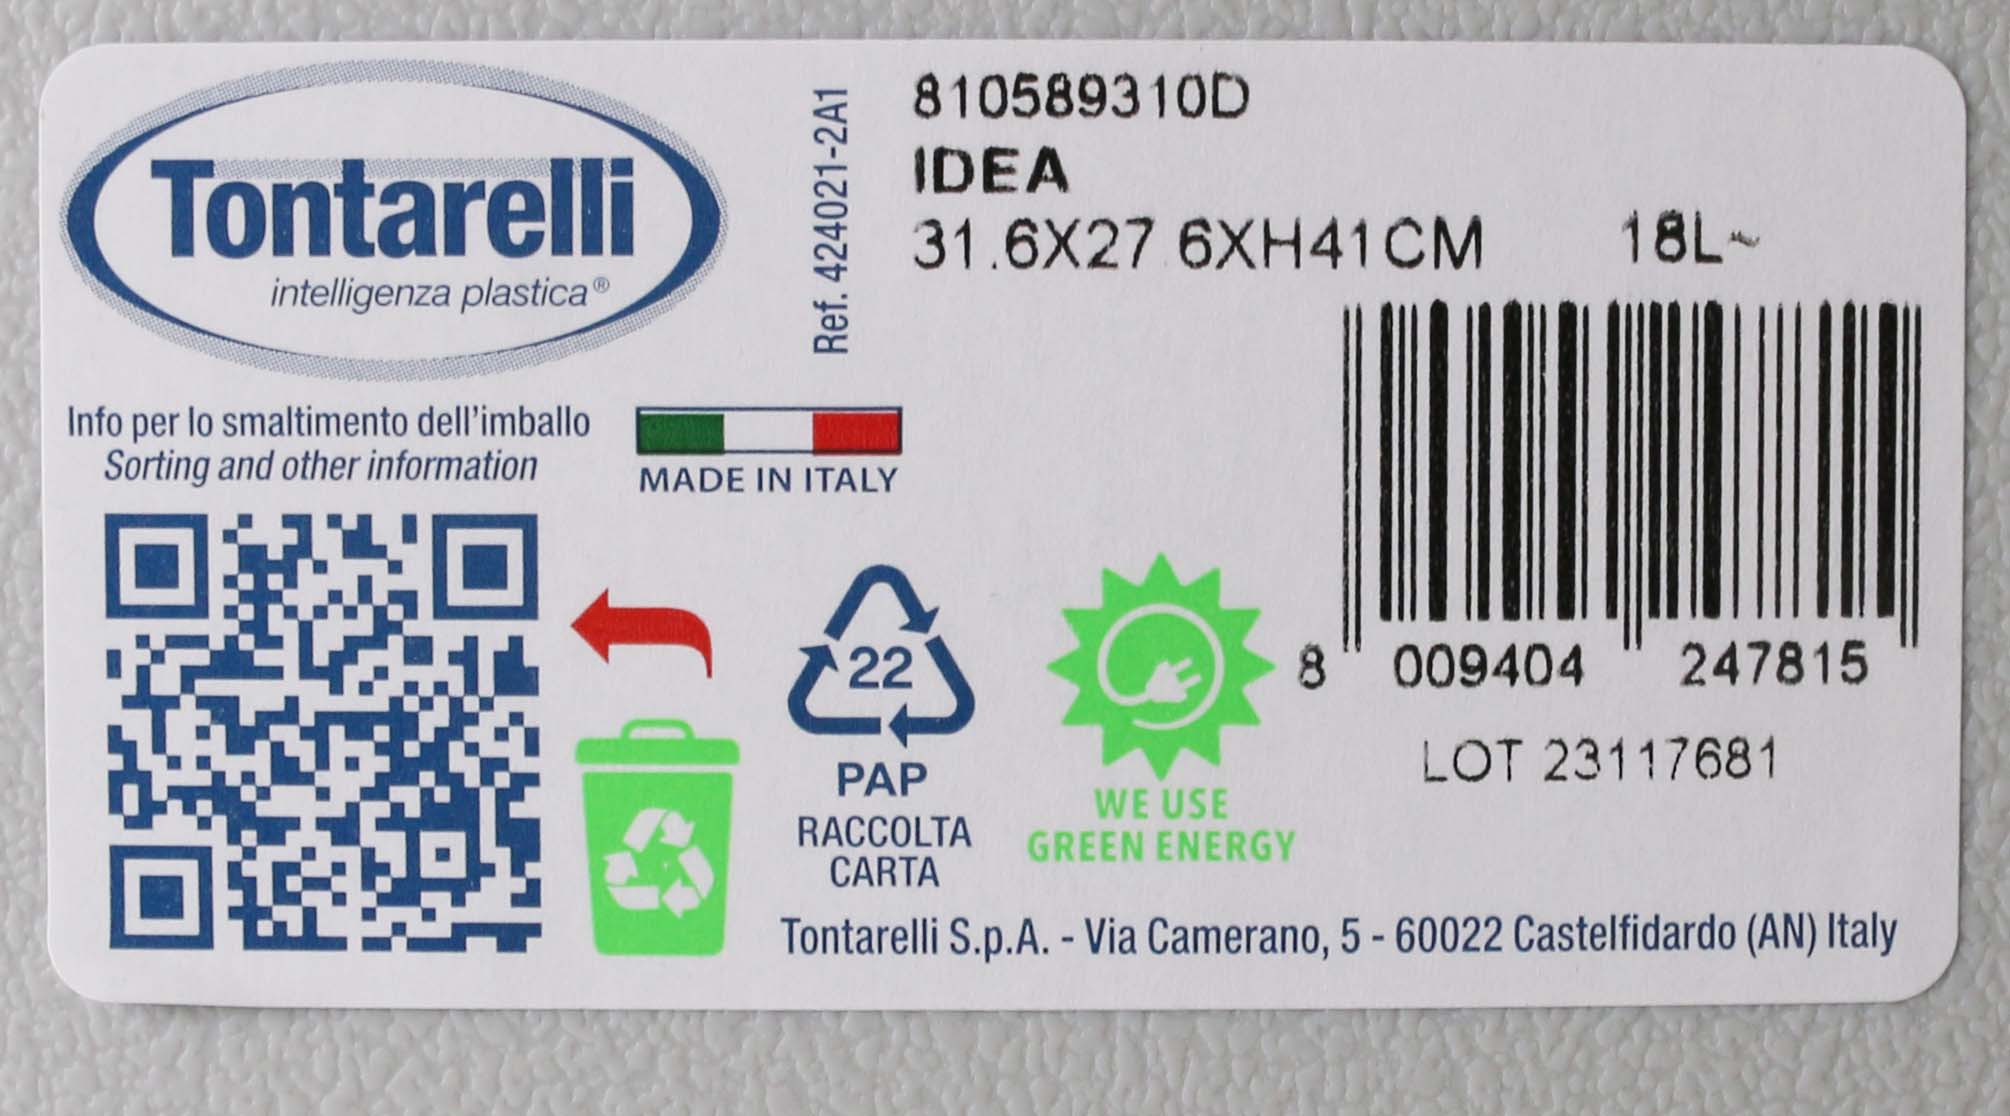 Tontarelli
intelligenza plastica®
Ref. 424021-2A1
810589310D
IDEA
31.6X27 6XH41CM 18L~
Info per lo smaltimento dell'imballo
Sorting and other information
MADE IN ITALY
22
PAP
RACCOLTA
CARTA
WE USE
GREEN ENERGY
8 009404 247815
LOT 23117681
Tontarelli S.p.A. - Via Camerano, 5 - 60022 Castelfidardo (AN) Italy